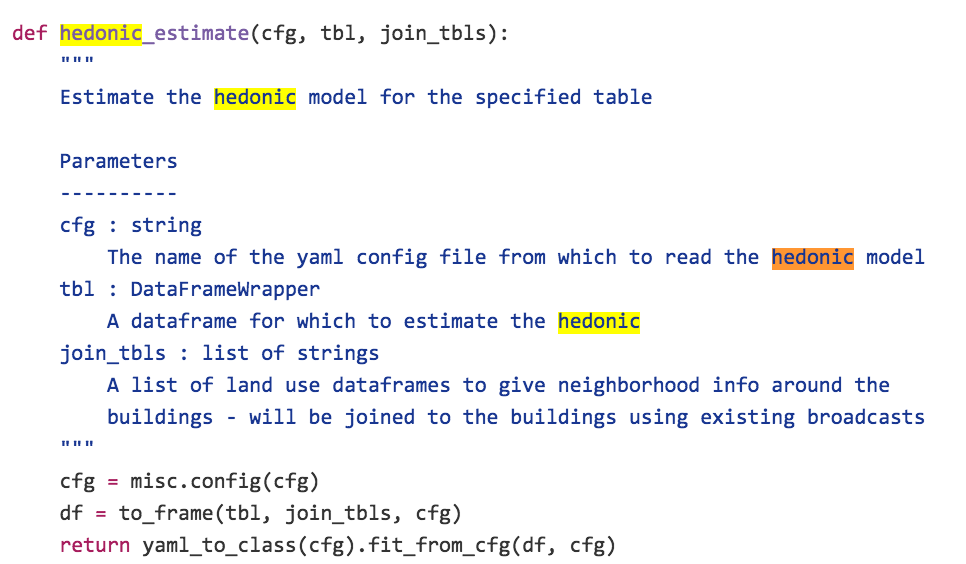 def hedonic_estimate(cfg, tbl, join_tbls):
    """
    Estimate the hedonic model for the specified table

    Parameters
    ----------
    cfg : string
        The name of the yaml config file from which to read the hedonic model
    tbl : DataFrameWrapper
        A dataframe for which to estimate the hedonic
    join_tbls : list of strings
        A list of land use dataframes to give neighborhood info around the
        buildings - will be joined to the buildings using existing broadcasts
    """
    cfg = misc.config(cfg)
    df = to_frame(tbl, join_tbls, cfg)
    return yaml_to_class(cfg).fit_from_cfg(df, cfg)